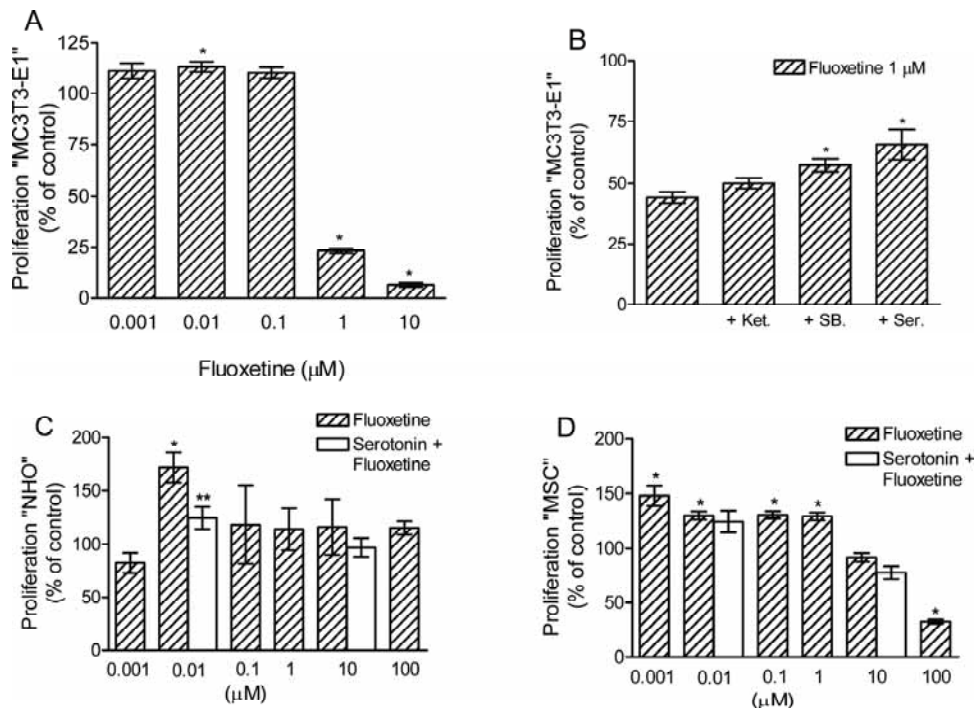 A
Proliferation "MC3T3-E1"
(% of control)
125
100
75
50
25
0
*
*
*
0.001 0.01 0.1 1 10
Fluoxetine (μM)
B
Proliferation "MC3T3-E1"
(% of control)
Fluoxetine 1 μM
100
75
50
25
0
*
*
+ Ket. + SB. + Ser.
C
Proliferation "NHO"
(% of control)
Fluoxetine
Serotonin +
Fluoxetine
200
150
100
50
0
*
**
0.001 0.01 0.1 1 10 100
(μM)
D
Proliferation "MSC"
(% of control)
Fluoxetine
Serotonin +
Fluoxetine
200
150
100
50
0
*
*
*
*
*
0.001 0.01 0.1 1 10 100
(μM)